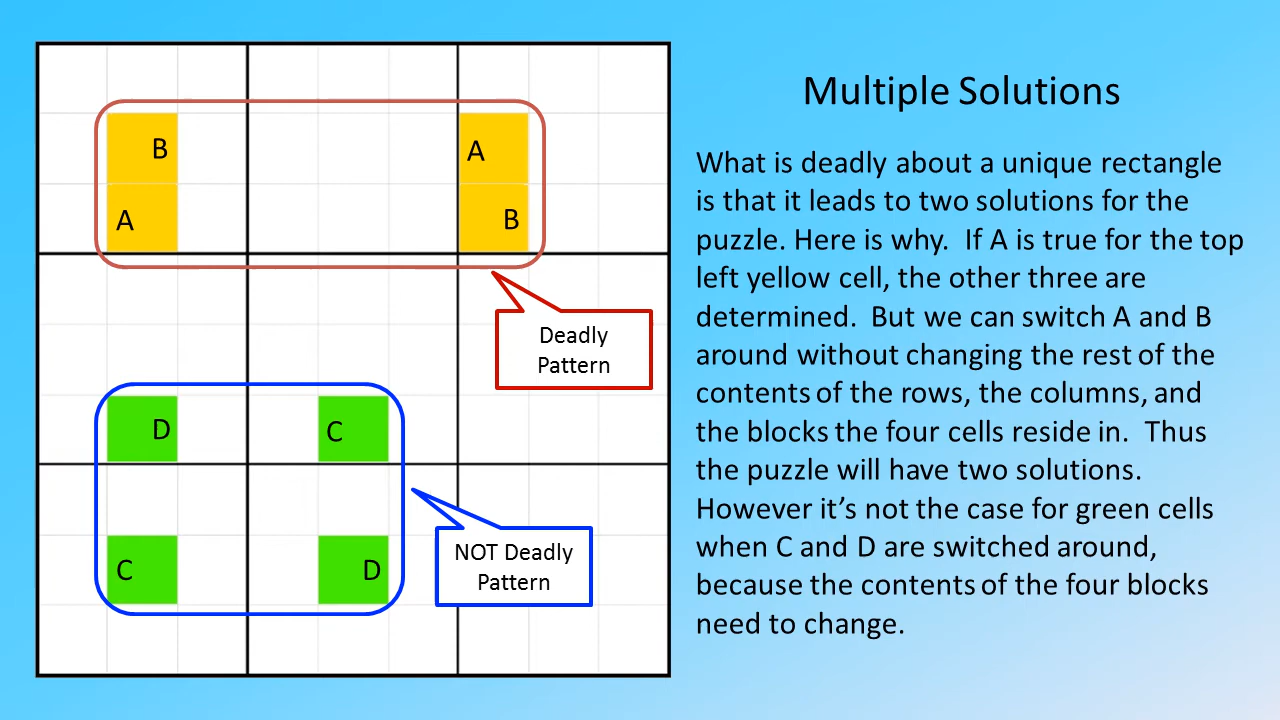 Multiple Solutions
B
A
A
B
What is deadly about a unique rectangle
is that it leads to two solutions for the
puzzle. Here is why.  If A is true for the top
left yellow cell, the other three are
determined.  But we can switch A and B
around without changing the rest of the
contents of the rows, the columns, and
the blocks the four cells reside in.  Thus
the puzzle will have two solutions.
However it’s not the case for green cells
when C and D are switched around,
because the contents of the four blocks
need to change.
Deadly
Pattern
D
C
NOT Deadly
Pattern
C
D